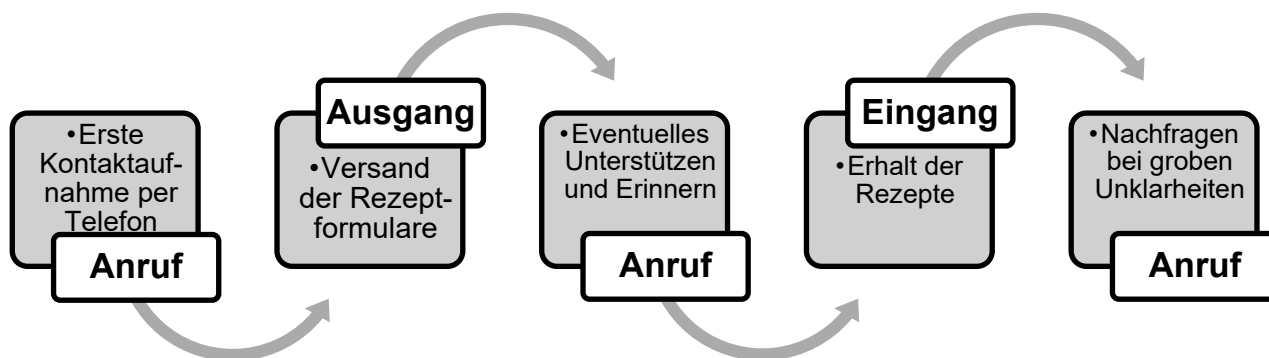 •Erste
Kontaktauf-
nahme per
Telefon
Anruf
Ausgang
•Versand
der Rezept-
formulare
•Eventuelles
Unterstützen
und Erinnern
Anruf
Eingang
•Erhalt der
Rezepte
•Nachfragen
bei groben
Unklarheiten
Anruf